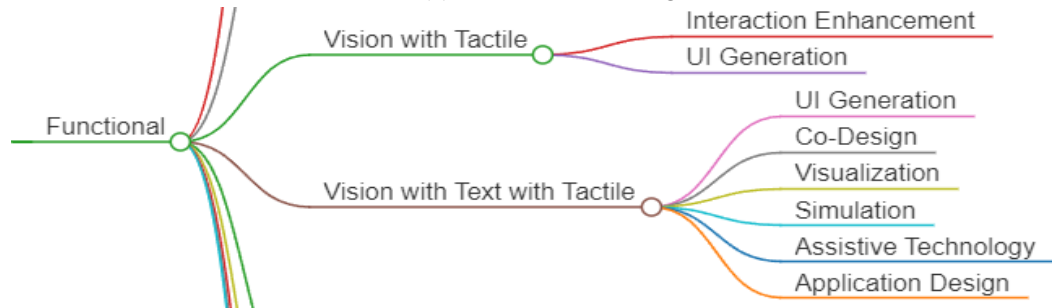 Interaction Enhancement
Vision with Tactile
UI Generation
UI Generation
Functional
Co-Design
Visualization
Vision with Text with Tactile
Simulation
Assistive Technology
Application Design